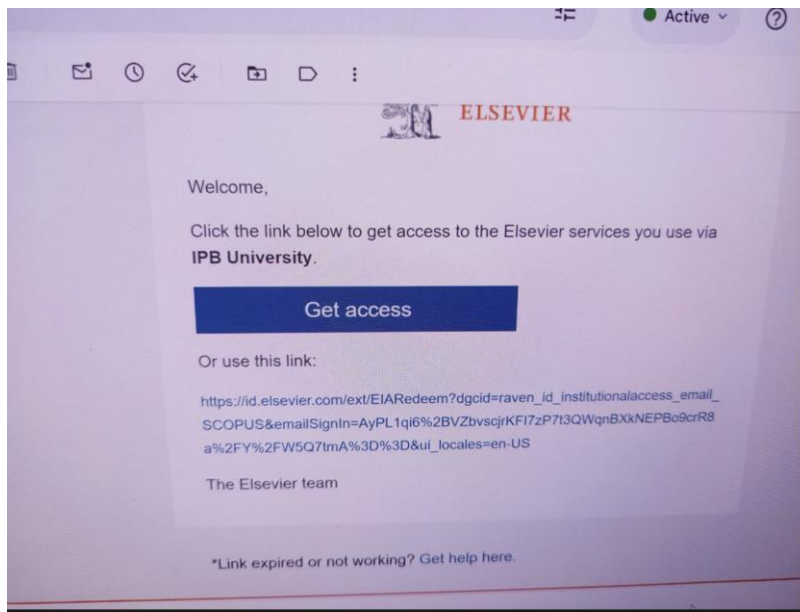 Active
ELSEVIER
Welcome,
Click the link below to get access to the Elsevier services you use via
IPB University.
Get access
Or use this link:
https://id.elsevier.com/ext/EIARedeem?dgcid=raven_id_institutionalaccess_email_
SCOPUS&emailSignIn=AyPL1qi6%2BVZbvscjrKFI7zP7t3QWqnBXkNEPBo9crR8
a%2FY%2FW5Q7tmA%3D%3D&ui_locales=en-US
The Elsevier team
*Link expired or not working? Get help here.